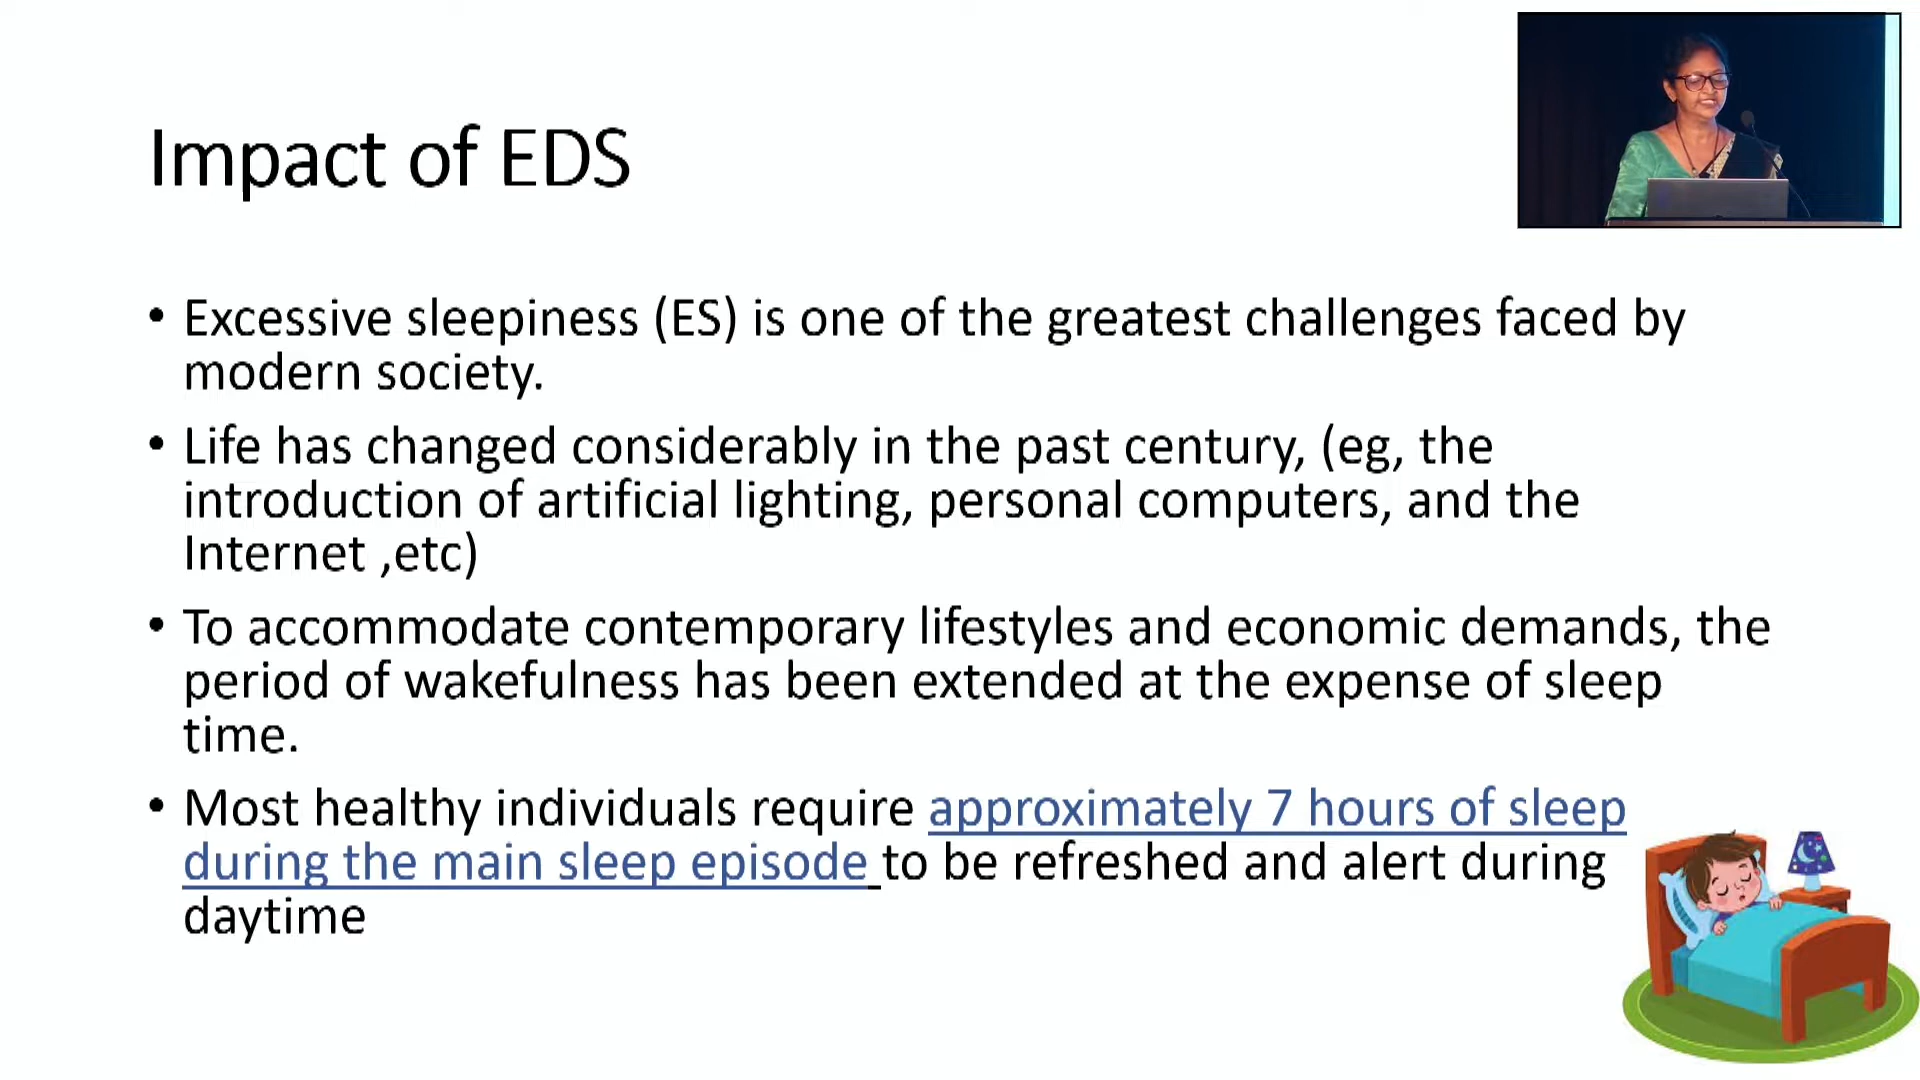 Impact of EDS
• Excessive sleepiness (ES) is one of the greatest challenges faced by
modern society.
• Life has changed considerably in the past century, (eg, the
introduction of artificial lighting, personal computers, and the
Internet ,etc)
• To accommodate contemporary lifestyles and economic demands, the
period of wakefulness has been extended at the expense of sleep
time.
• Most healthy individuals require approximately 7 hours of sleep
during the main sleep episode to be refreshed and alert during
daytime